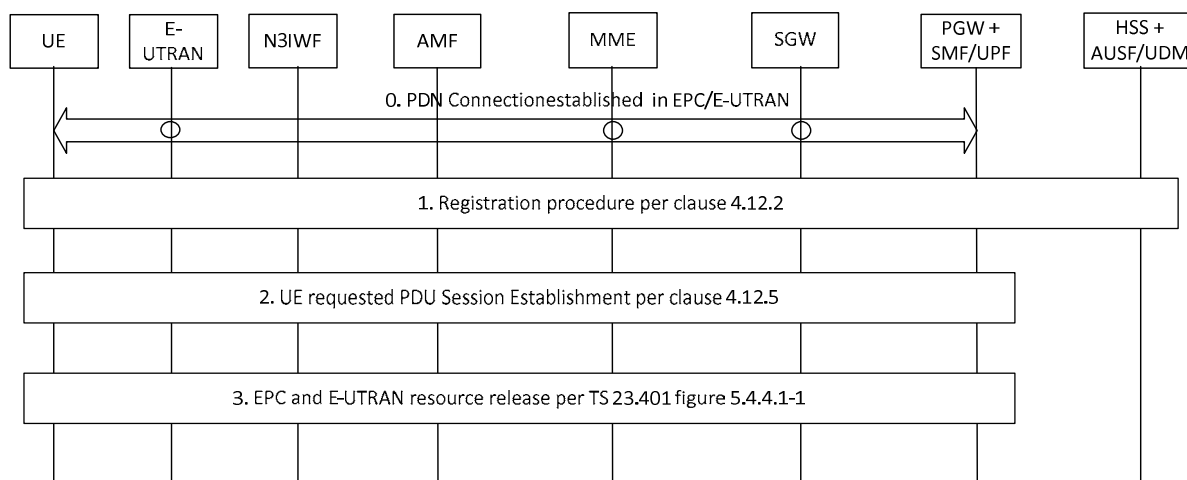 UE
E-
UTRAN
N3IWF
AMF
MME
SGW
PGW +
SMF/UPF
HSS +
AUSF/UDM
0. PDN Connectionestablished in EPC/E-UTRAN
1. Registration procedure per clause 4.12.2
2. UE requested PDU Session Establishment per clause 4.12.5
3. EPC and E-UTRAN resource release per TS 23.401 figure 5.4.4.1-1